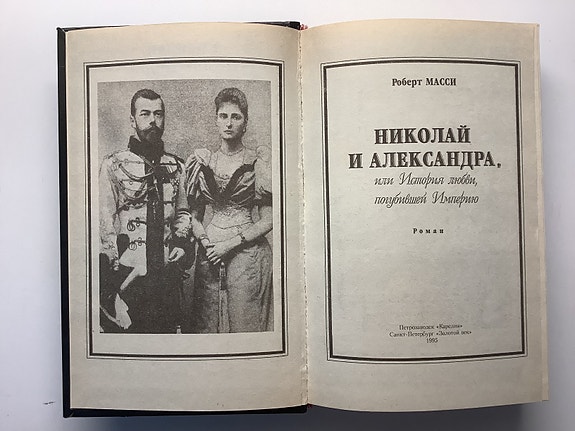 Роберт МАССИ
НИКОЛАЙ
И АЛЕКСАНДРА,
или История любви,
погубившей Империю
Роман
Петрозаводск «Карелия»
Санкт-Петербург «Золотой век»
1995